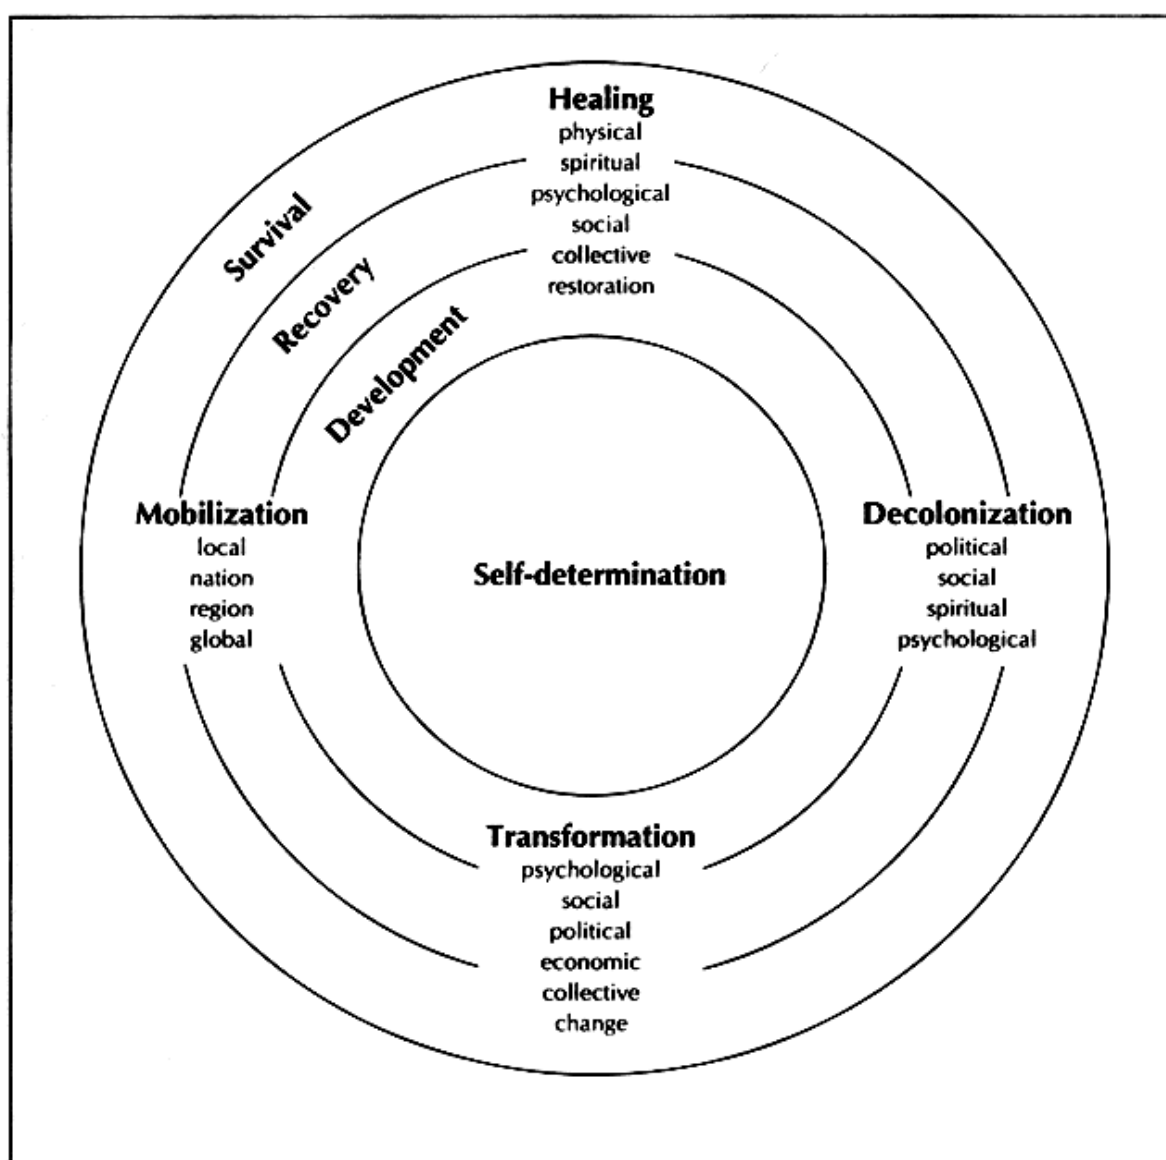 Healing
physical
spiritual
psychological
social
collective
restoration
Survival
Recovery
Development
Mobilization
local
nation
region
global
Self-determination
Decolonization
political
social
spiritual
psychological
Transformation
psychological
social
political
economic
collective
change